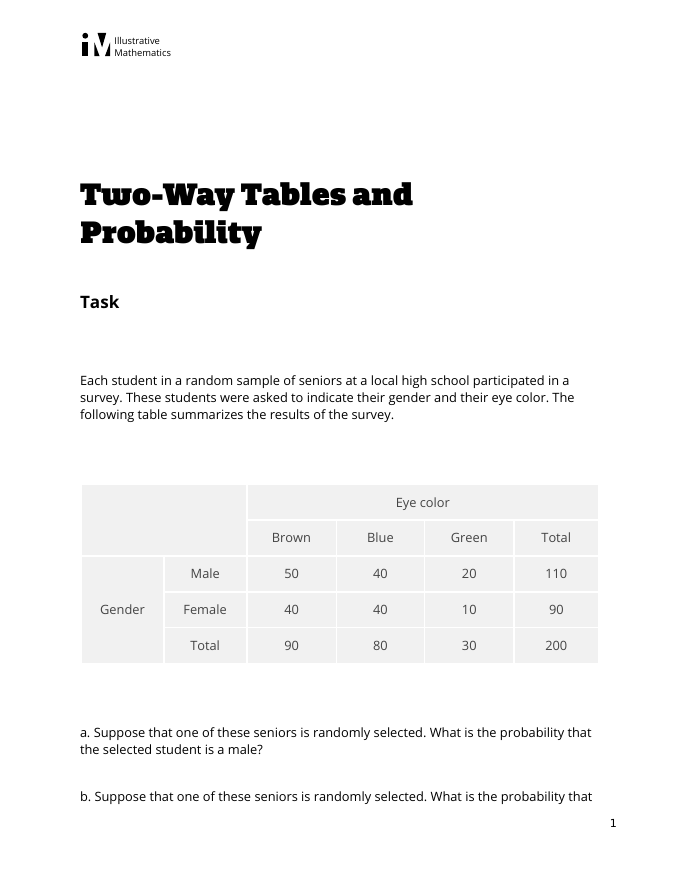 Illustrative
Mathematics
Two-Way Tables and
Probability
Task
Each student in a random sample of seniors at a local high school participated in a
survey. These students were asked to indicate their gender and their eye color. The
following table summarizes the results of the survey.
Eye color
Brown Blue Green Total
Male 50 40 20 110
Gender Female 40 40 10 90
Total 90 80 30 200
a. Suppose that one of these seniors is randomly selected. What is the probability that
the selected student is a male?
b. Suppose that one of these seniors is randomly selected. What is the probability that
1